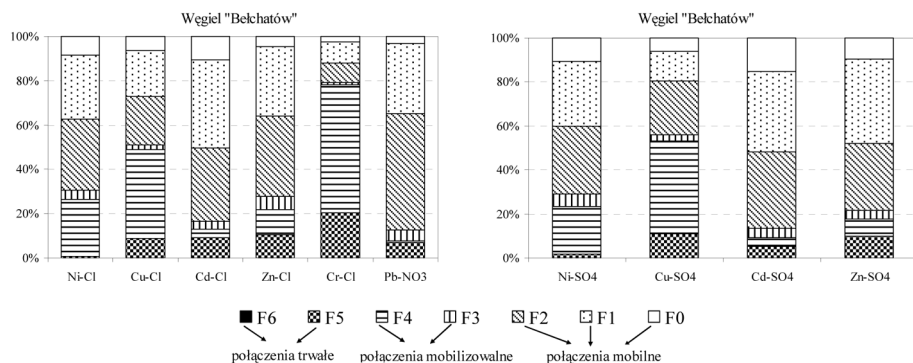 Węgiel "Bełchatów"
100%
80%
60%
40%
20%
0%
Ni-Cl Cu-Cl Cd-Cl Zn-Cl Cr-Cl Pb-NO3
Węgiel "Bełchatów"
100%
80%
60%
40%
20%
0%
Ni-SO4 Cu-SO4 Cd-SO4 Zn-SO4
F6 F5 F4 F3 F2 F1 F0
połączenia trwałe połączenia mobilizowalne połączenia mobilne